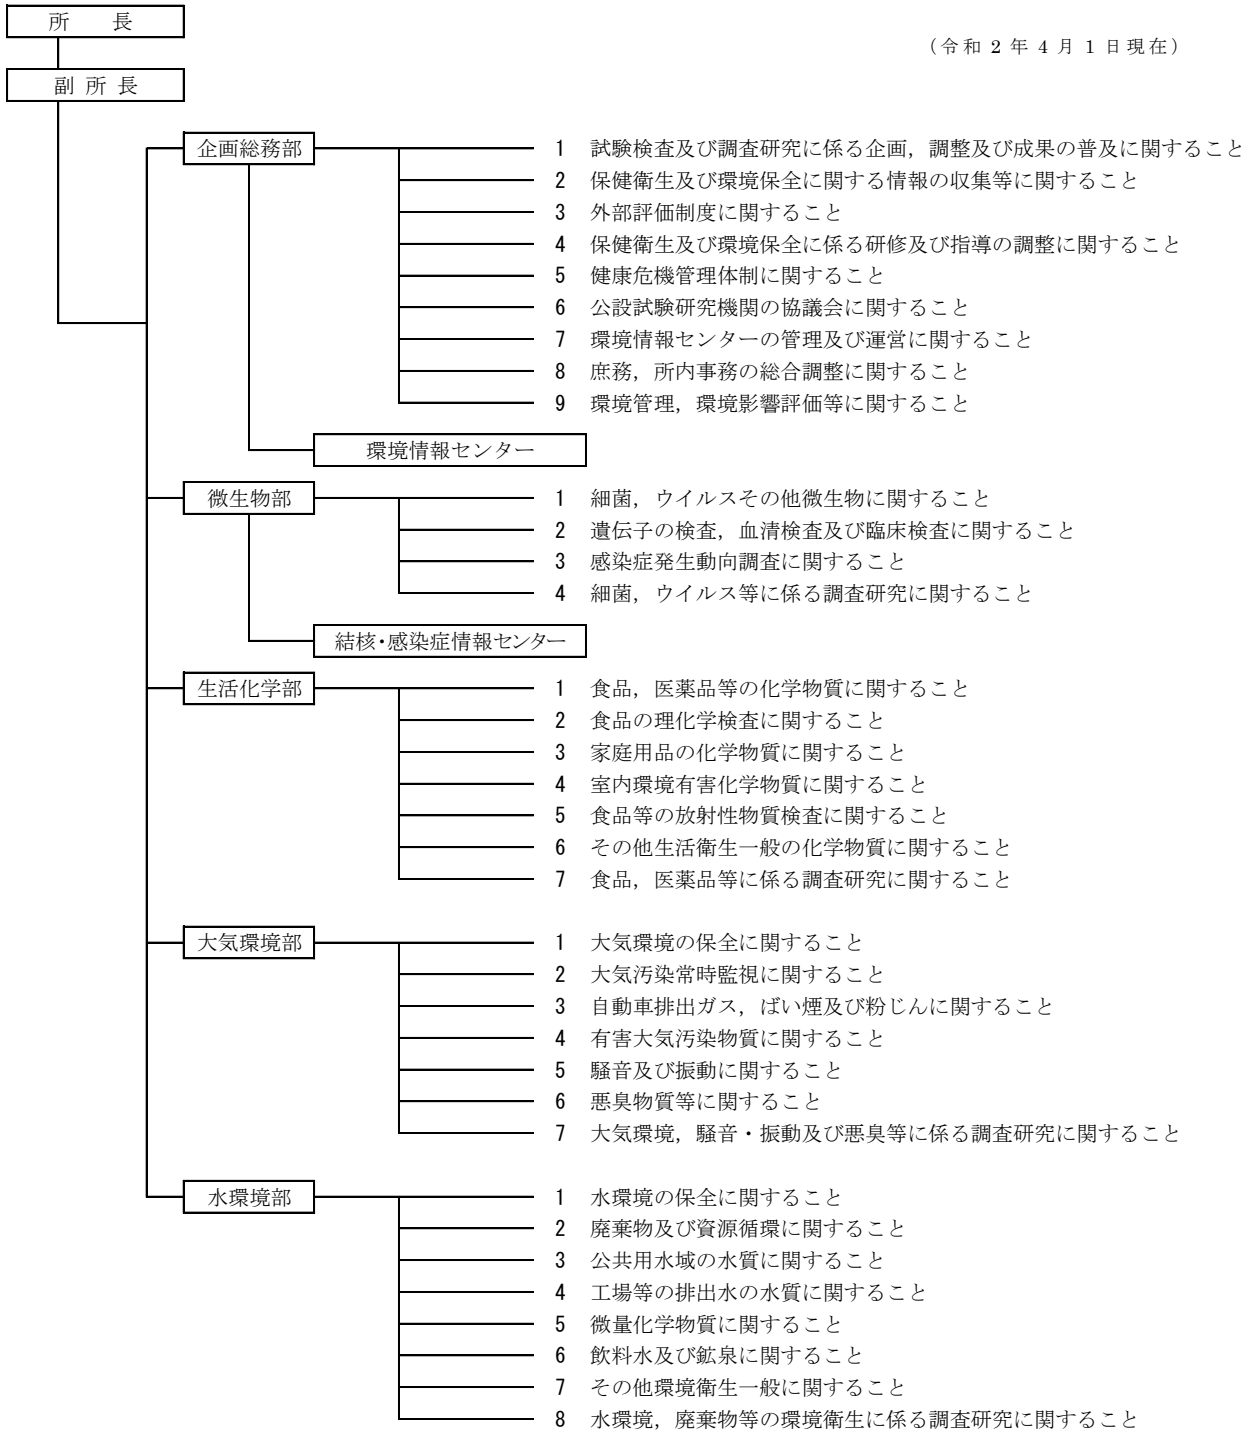 所 長
(令和2年4月1日現在)
副所長
企画総務部
1 試験検査及び調査研究に係る企画，調整及び成果の普及に関すること
2 保健衛生及び環境保全に関する情報の収集等に関すること
3 外部評価制度に関すること
4 保健衛生及び環境保全に係る研修及び指導の調整に関すること
5 健康危機管理体制に関すること
6 公設試験研究機関の協議会に関すること
7 環境情報センターの管理及び運営に関すること
8 庶務，所内事務の総合調整に関すること
9 環境管理，環境影響評価等に関すること
環境情報センター
微生物部
1 細菌，ウイルスその他微生物に関すること
2 遺伝子の検査，血清検査及び臨床検査に関すること
3 感染症発生動向調査に関すること
4 細菌，ウイルス等に係る調査研究に関すること
結核・感染症情報センター
生活化学部
1 食品，医薬品等の化学物質に関すること
2 食品の理化学検査に関すること
3 家庭用品の化学物質に関すること
4 室内環境有害化学物質に関すること
5 食品等の放射性物質検査に関すること
6 その他生活衛生一般の化学物質に関すること
7 食品，医薬品等に係る調査研究に関すること
大気環境部
1 大気環境の保全に関すること
2 大気汚染常時監視に関すること
3 自動車排出ガス，ばい煙及び粉じんに関すること
4 有害大気汚染物質に関すること
5 騒音及び振動に関すること
6 悪臭物質等に関すること
7 大気環境，騒音・振動及び悪臭等に係る調査研究に関すること
水環境部
1 水環境の保全に関すること
2 廃棄物及び資源循環に関すること
3 公共用水域の水質に関すること
4 工場等の排出水の水質に関すること
5 微量化学物質に関すること
6 飲料水及び鉱泉に関すること
7 その他環境衛生一般に関すること
8 水環境，廃棄物等の環境衛生に係る調査研究に関すること